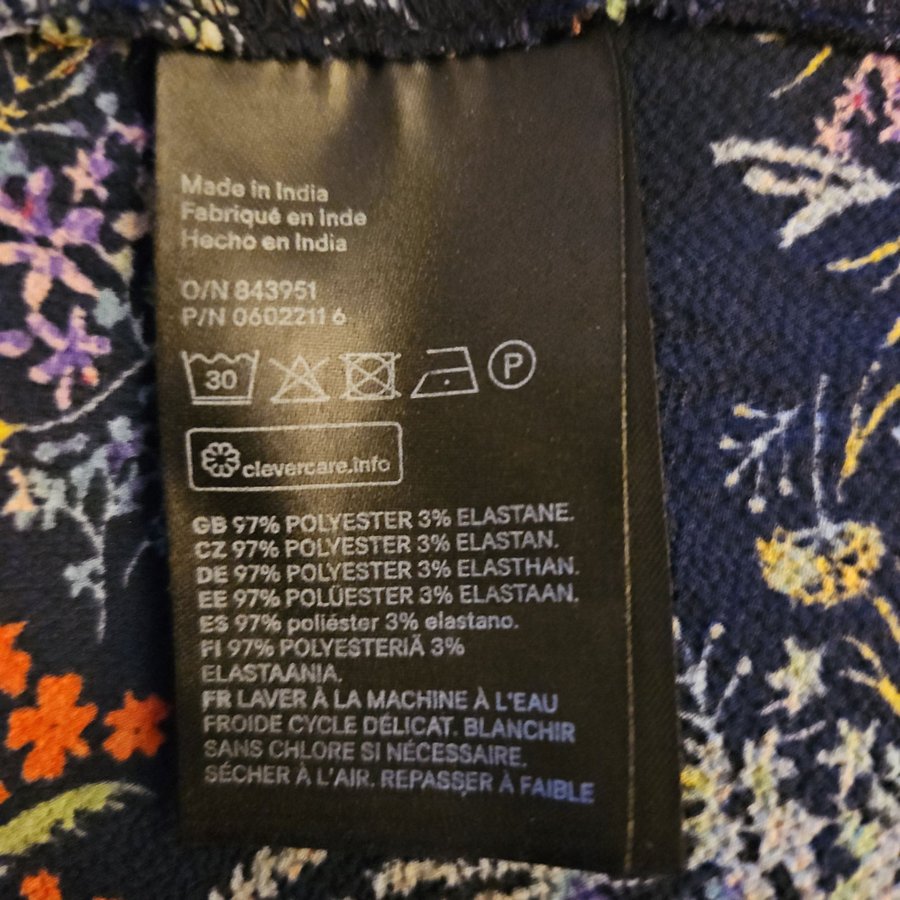 Made in India
Fabriqué en Inde
Hecho en India
O/N 843951
P/N 0602211 6
30
P
clevercare.info
GB 97% POLYESTER 3% ELASTANE.
CZ 97% POLYESTER 3% ELASTAN.
DE 97% POLYESTER 3% ELASTHAN.
EE 97% POLÜESTER 3% ELASTAAN.
ES 97% poliéster 3% elastano.
FI 97% POLYESTERIÄ 3%
ELASTAANIA.
FR LAVER À LA MACHINE À L'EAU
FROIDE CYCLE DÉLICAT. BLANCHIR
SANS CHLORE SI NÉCESSAIRE.
SÉCHER À L'AIR. REPASSER À FAIBLE